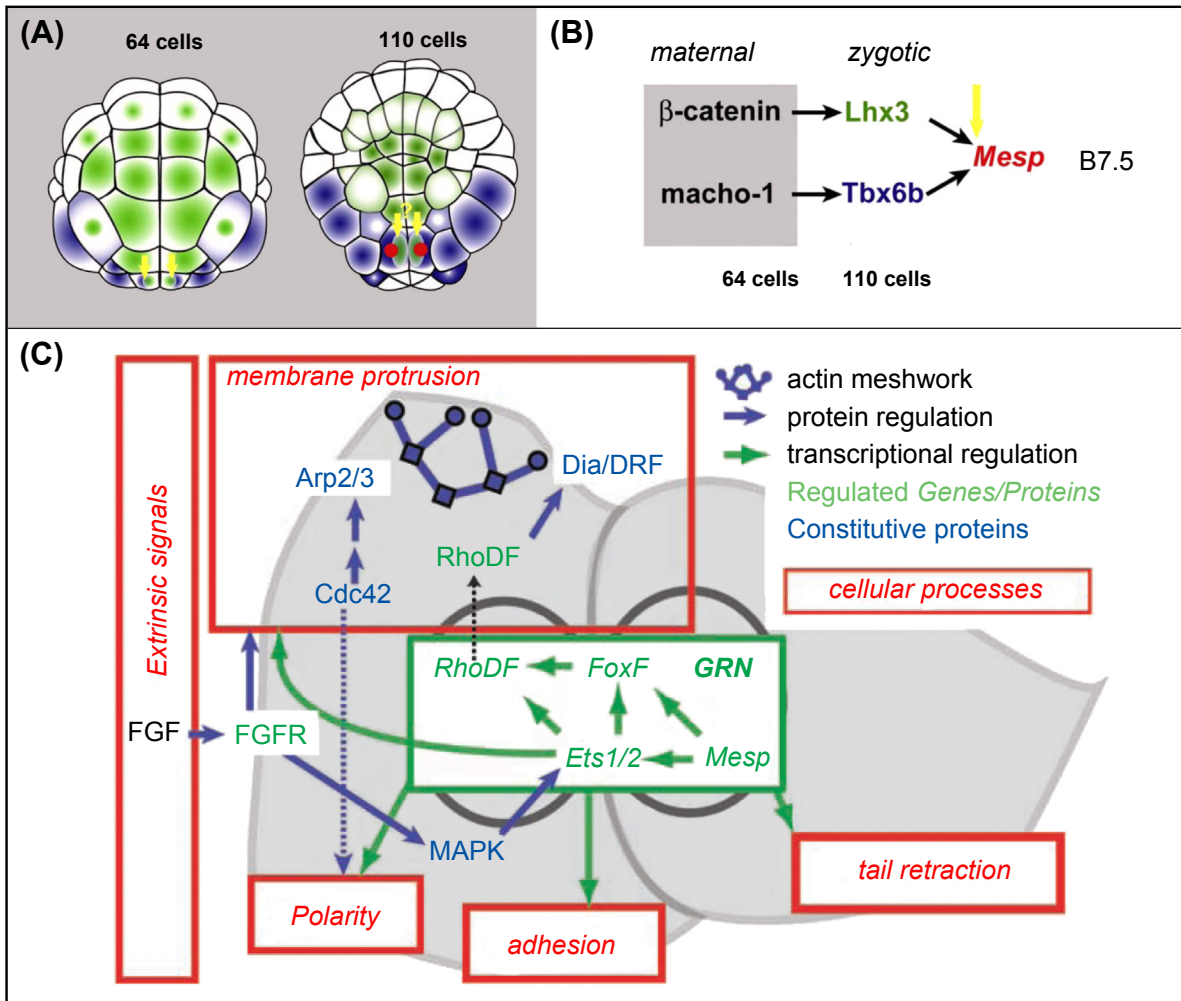 (A)
64 cells
110 cells
?
(B)
maternal
zygotic
β-catenin
Lhx3
Mesp
B7.5
macho-1
Tbx6b
64 cells
110 cells
(C)
Extrinsic signals
membrane protrusion
Arp2/3
Dia/DRF
RhoDF
Cdc42
actin meshwork
protein regulation
transcriptional regulation
Regulated Genes/Proteins
Constitutive proteins
cellular processes
RhoDF
FoxF
GRN
FGF
FGFR
Ets1/2
Mesp
MAPK
Polarity
adhesion
tail retraction